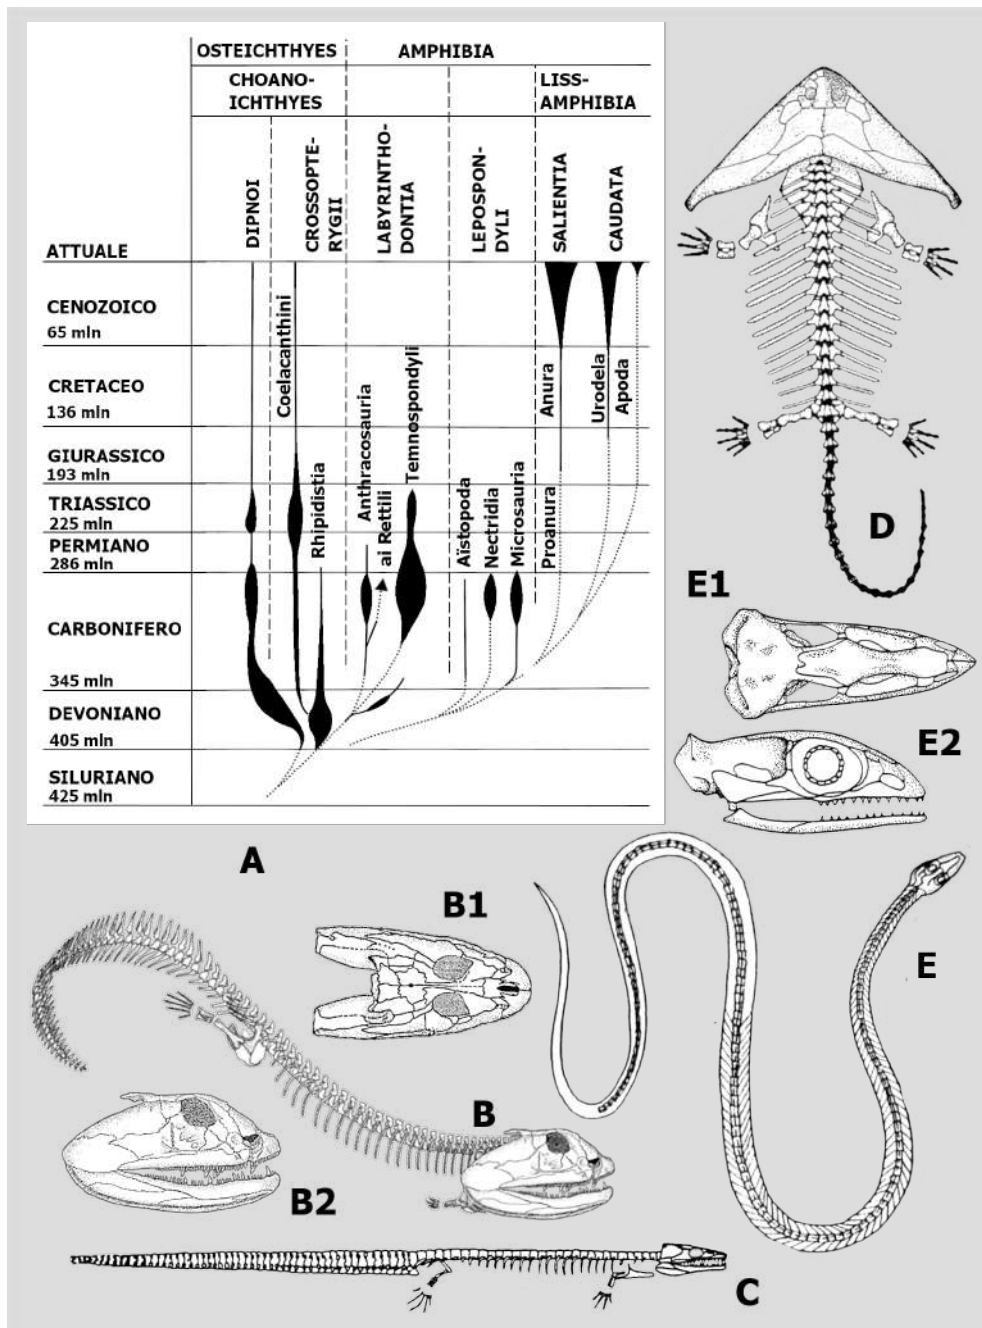 OSTEICHTHYES
AMPHIBIA
CHOANO-
ICHTHYES
LISS-
AMPHIBIA
DIPNOI
CROSSOPTE-
RYGII
LABYRINTHO-
DONTIA
LEPOSPON-
DYLI
SALIENTIA
CAUDATA
ATTUALE
CENOZOICO
65 mln
CRETACEO
136 mln
GIURASSICO
193 mln
TRIASSICO
225 mln
PERMIANO
286 mln
CARBONIFERO
345 mln
DEVONIANO
405 mln
SILURIANO
425 mln
Coelacanthini
Rhipidistia
Anthracosauria
ai Rettili
Temnospondyli
Aïstopoda
Nectridia
Microsauria
Proanura
Anura
Urodela
Apoda
D
E1
E2
A
B1
E
B
B2
C